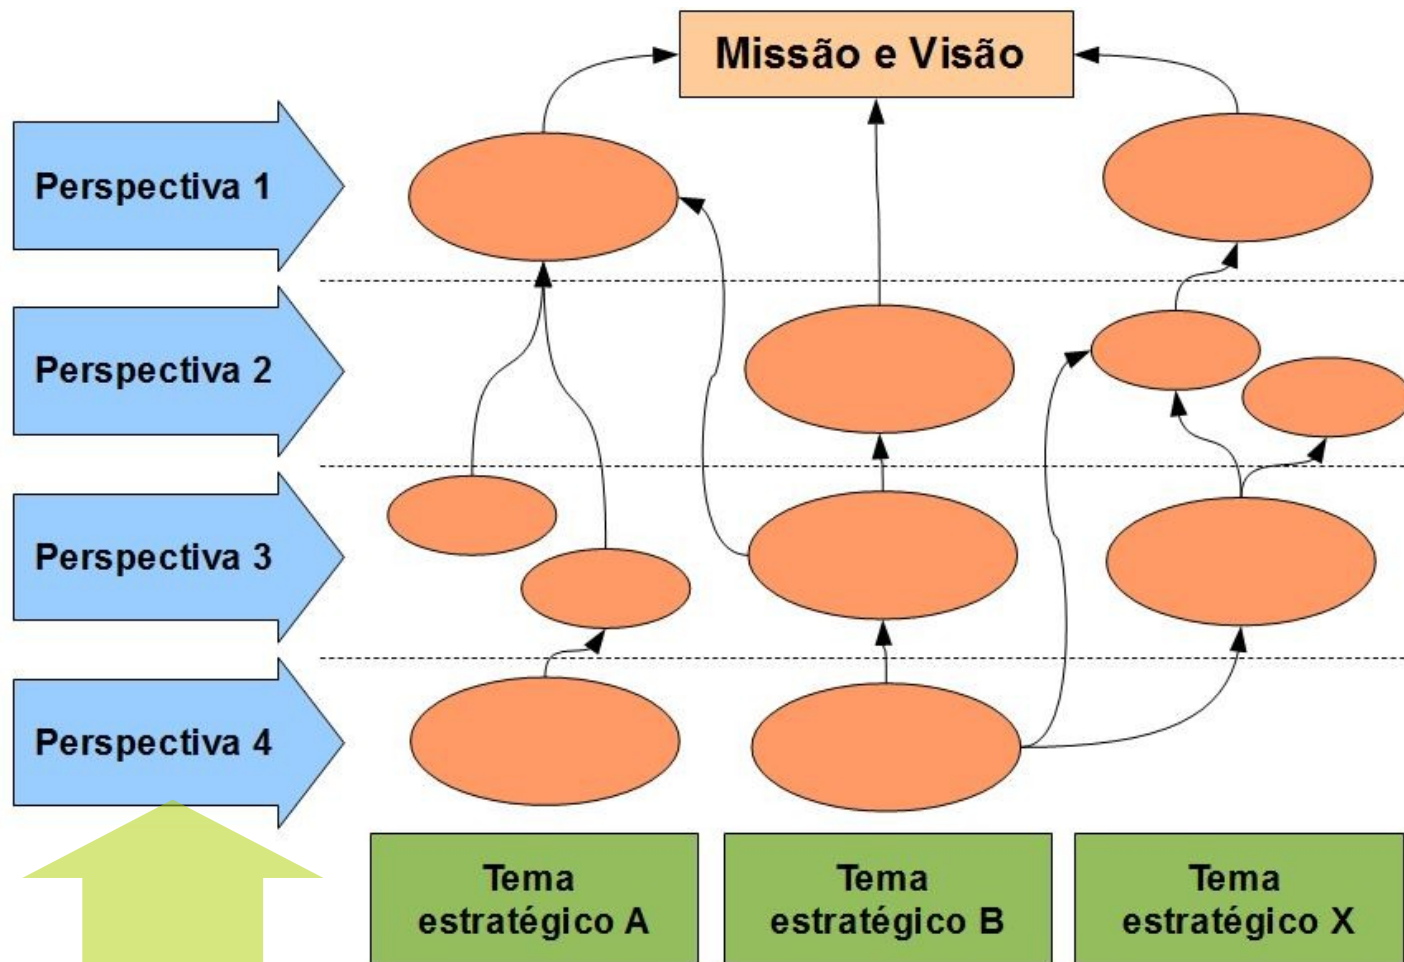 Missão e Visão
Perspectiva 1
Perspectiva 2
Perspectiva 3
Perspectiva 4
Tema
estratégico A
Tema
estratégico B
Tema
estratégico X